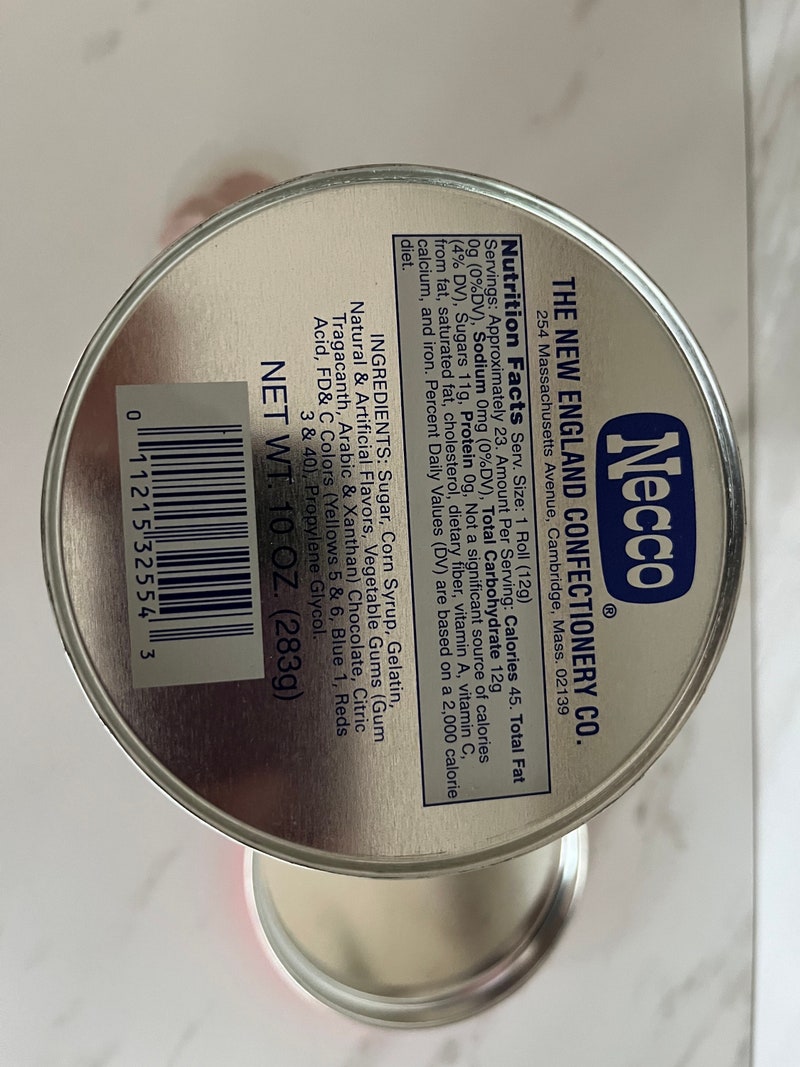 Necco®
THE NEW ENGLAND CONFECTIONERY CO.
254 Massachusetts Avenue, Cambridge, Mass. 02139
Nutrition Facts Serv. Size: 1 Roll (12g)
Servings: Approximately 23. Amount Per Serving: Calories 45. Total Fat
0g (0%DV), Sodium 0mg (0%DV), Total Carbohydrate 12g
(4% DV), Sugars 11g, Protein 0g, Not a significant source of calories
from fat, saturated fat, cholesterol, dietary fiber, vitamin A, vitamin C,
calcium, and iron. Percent Daily Values (DV) are based on a 2,000 calorie
diet.
INGREDIENTS: Sugar, Corn Syrup, Gelatin,
Natural & Artificial Flavors, Vegetable Gums (Gum
Tragacanth, Arabic & Xanthan) Chocolate, Citric
Acid, FD& C Colors (Yellows 5 & 6, Blue 1, Reds
3 & 40), Propylene Glycol.
NET WT. 10 OZ. (283g)
0 11215 32554 3